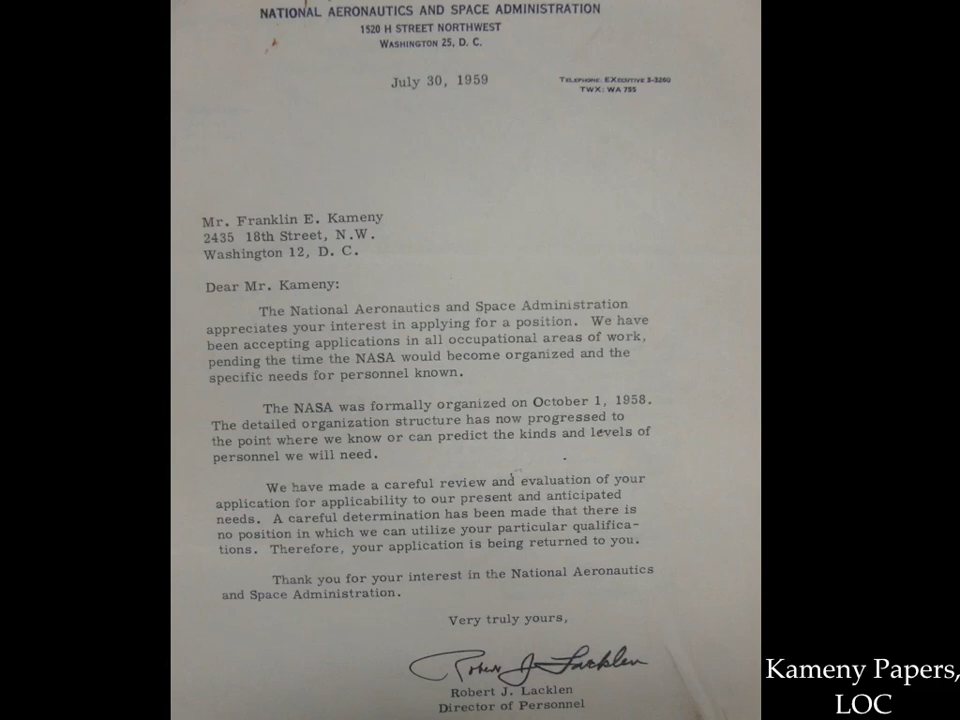 NATIONAL AERONAUTICS AND SPACE ADMINISTRATION
1520 H STREET NORTHWEST
WASHINGTON 25, D. C.
July 30, 1959
TELEPHONE: EXECUTIVE 3-3260
TWX: WA 755
Mr. Franklin E. Kameny
2435 18th Street, N.W.
Washington 12, D. C.
Dear Mr. Kameny:
The National Aeronautics and Space Administration
appreciates your interest in applying for a position. We have
been accepting applications in all occupational areas of work,
pending the time the NASA would become organized and the
specific needs for personnel known.
The NASA was formally organized on October 1, 1958.
The detailed organization structure has now progressed to
the point where we know or can predict the kinds and levels of
personnel we will need.
We have made a careful review and evaluation of your
application for applicability to our present and anticipated
needs. A careful determination has been made that there is
no position in which we can utilize your particular qualifica-
tions. Therefore, your application is being returned to you.
Thank you for your interest in the National Aeronautics
and Space Administration.
Very truly yours,
Robert J. Lacklen
Robert J. Lacklen
Director of Personnel
Kameny Papers,
LOC